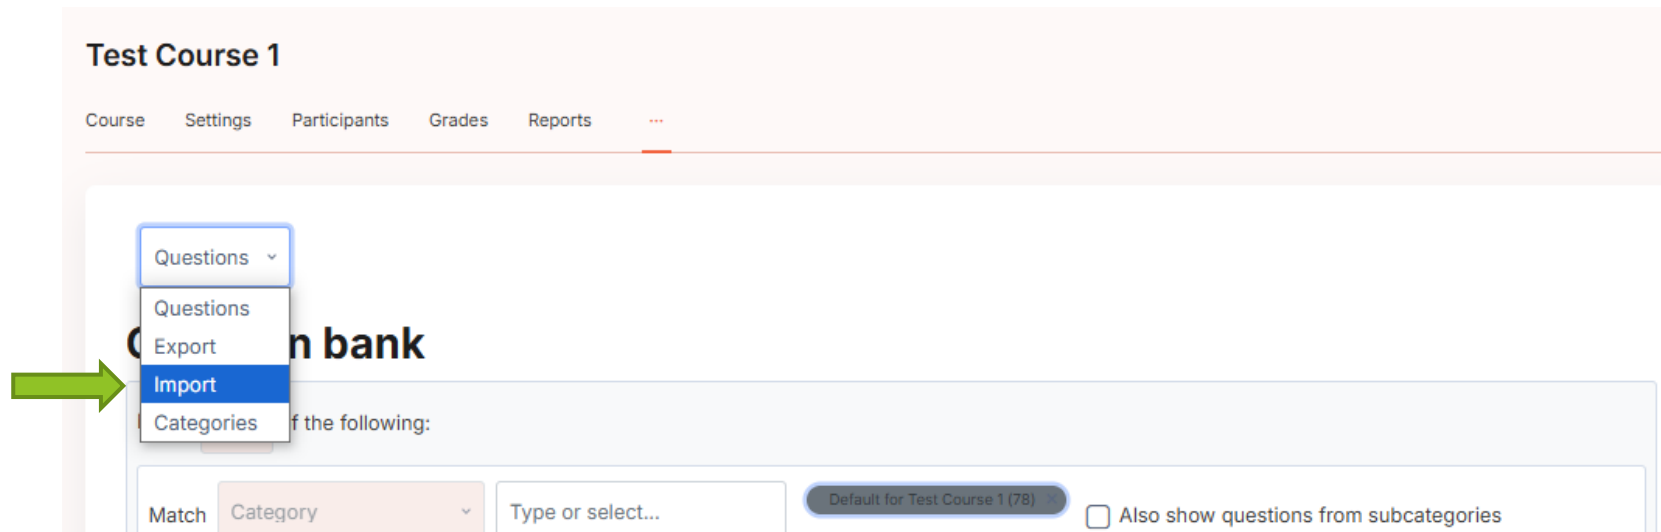 Test Course 1
Course Settings Participants Grades Reports ...
Questions
Questions
Export
n bank
Import
Categories
f the following:
Match Category Type or select... Default for Test Course 1 (78) × Also show questions from subcategories